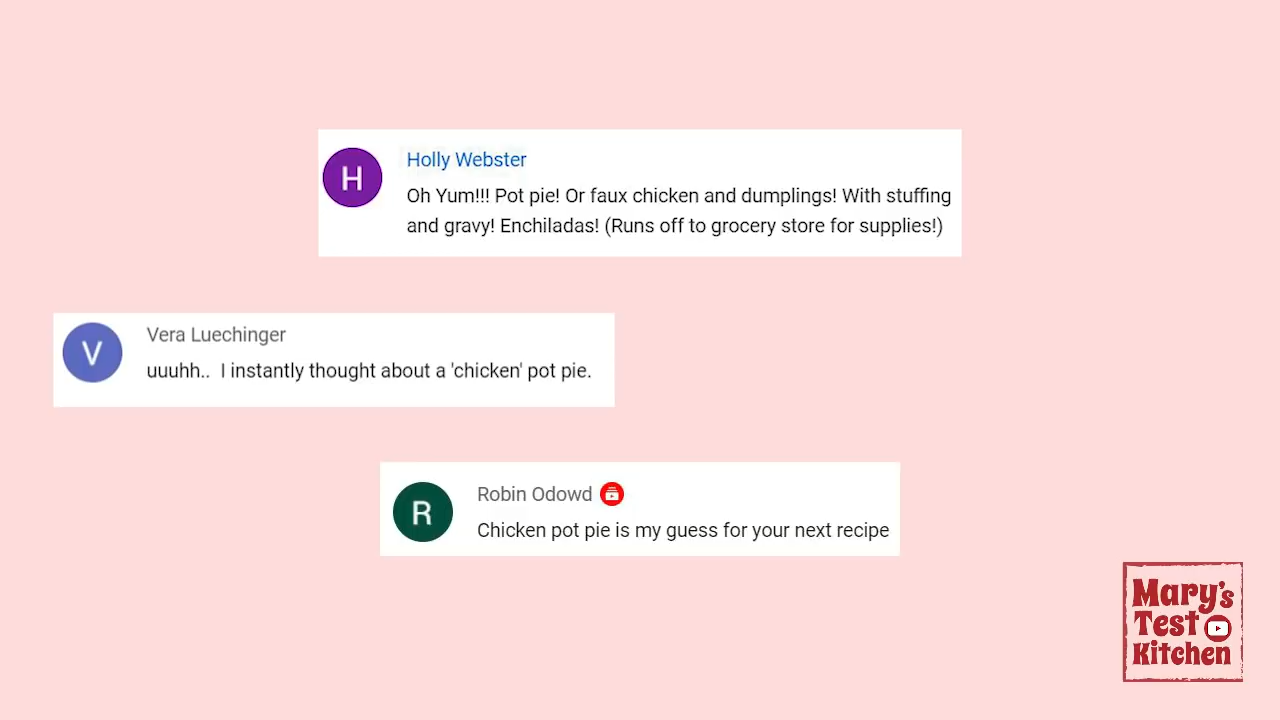 H
Holly Webster
Oh Yum!!! Pot pie! Or faux chicken and dumplings! With stuffing
and gravy! Enchiladas! (Runs off to grocery store for supplies!)
V
Vera Luechinger
uuuhh..  I instantly thought about a 'chicken' pot pie.
R
Robin Odowd
Chicken pot pie is my guess for your next recipe
Mary's
Test
Kitchen